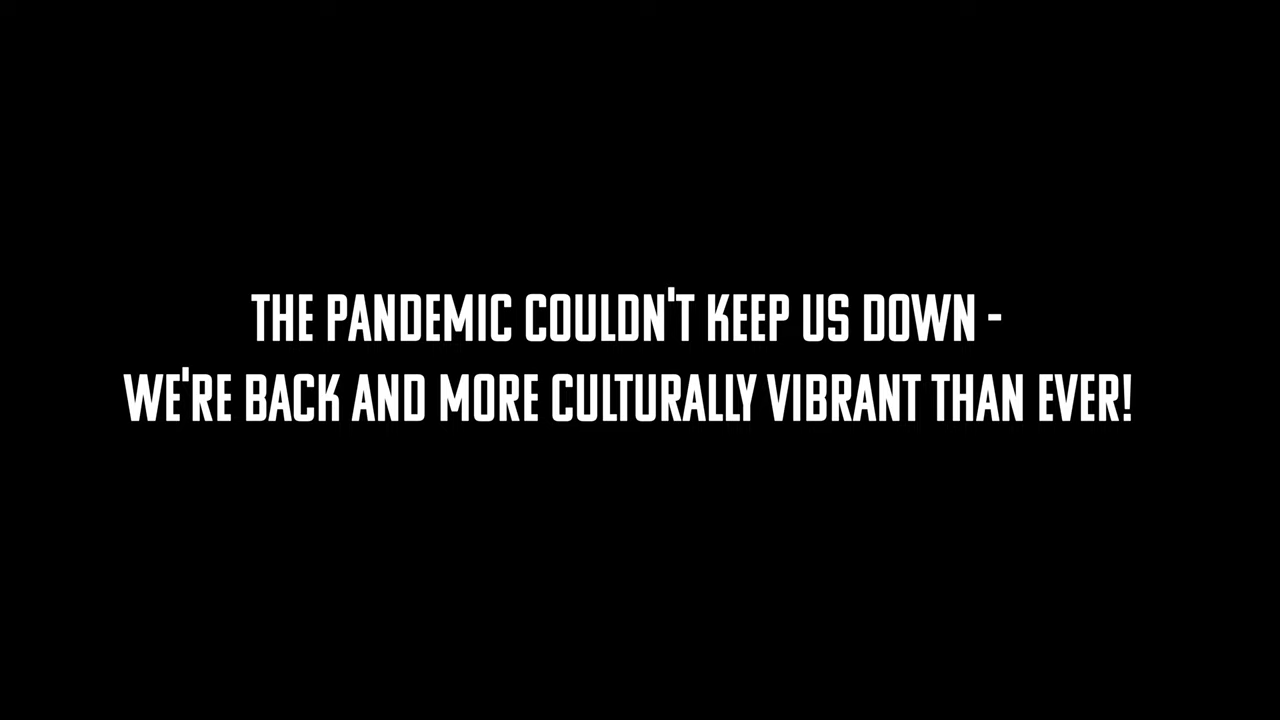 THE PANDEMIC COULDN'T KEEP US DOWN -
WE'RE BACK AND MORE CULTURALLY VIBRANT THAN EVER!